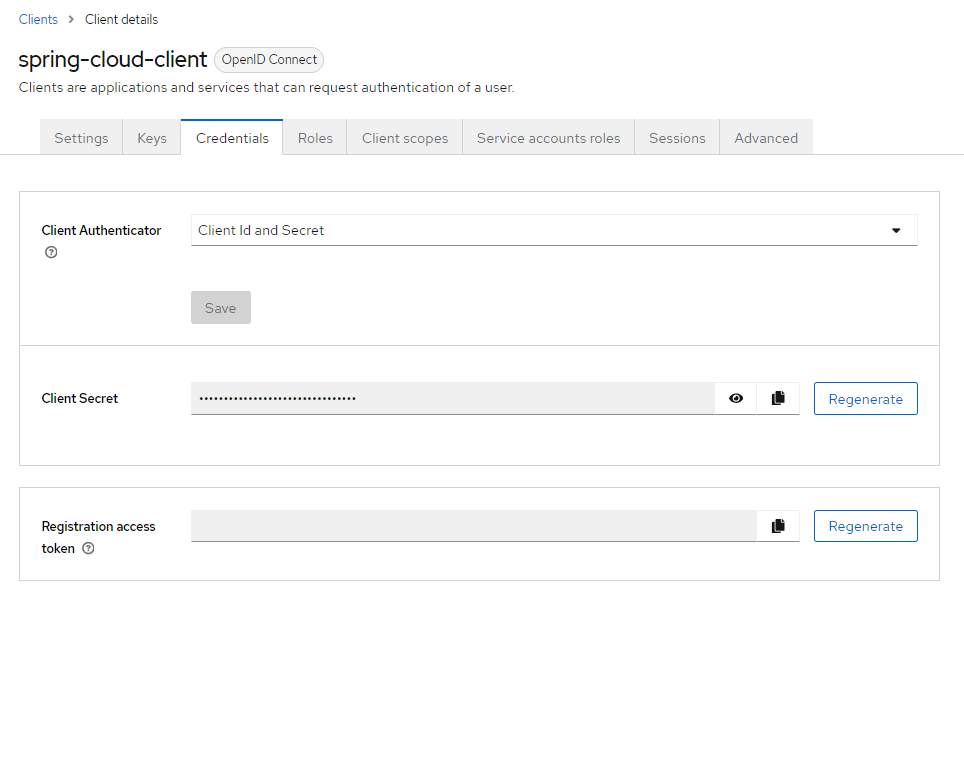 Clients > Client details
spring-cloud-client OpenID Connect
Clients are applications and services that can request authentication of a user.
Settings Keys Credentials Roles Client scopes Service accounts roles Sessions Advanced
Client Authenticator Client Id and Secret
Save
Client Secret •••••••••••••••••••••••••••••••• Regenerate
Registration access
token Regenerate